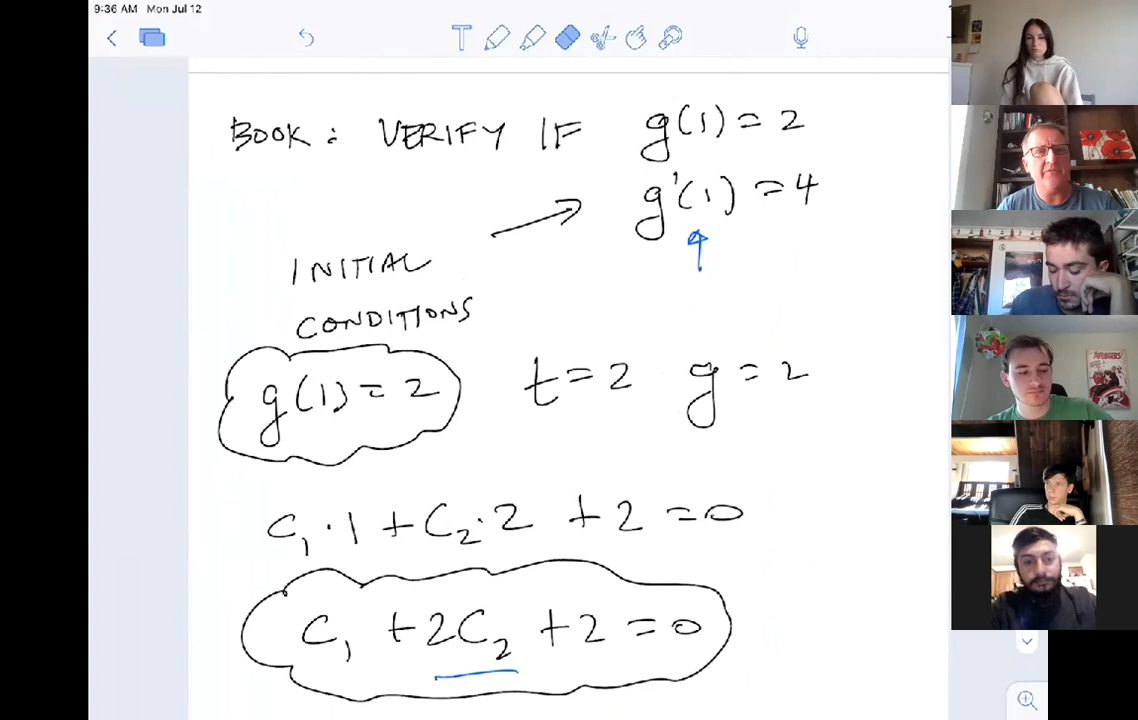 9:36 AM Mon Jul 12
BOOK: VERIFY IF g(1) = 2
g'(1) = 4
INITIAL
CONDITIONS
g(1) = 2 t = 2 g = 2
C₁·1 + C₂·2 + 2 = 0
C₁ + 2C₂ + 2 = 0
AVENGERS